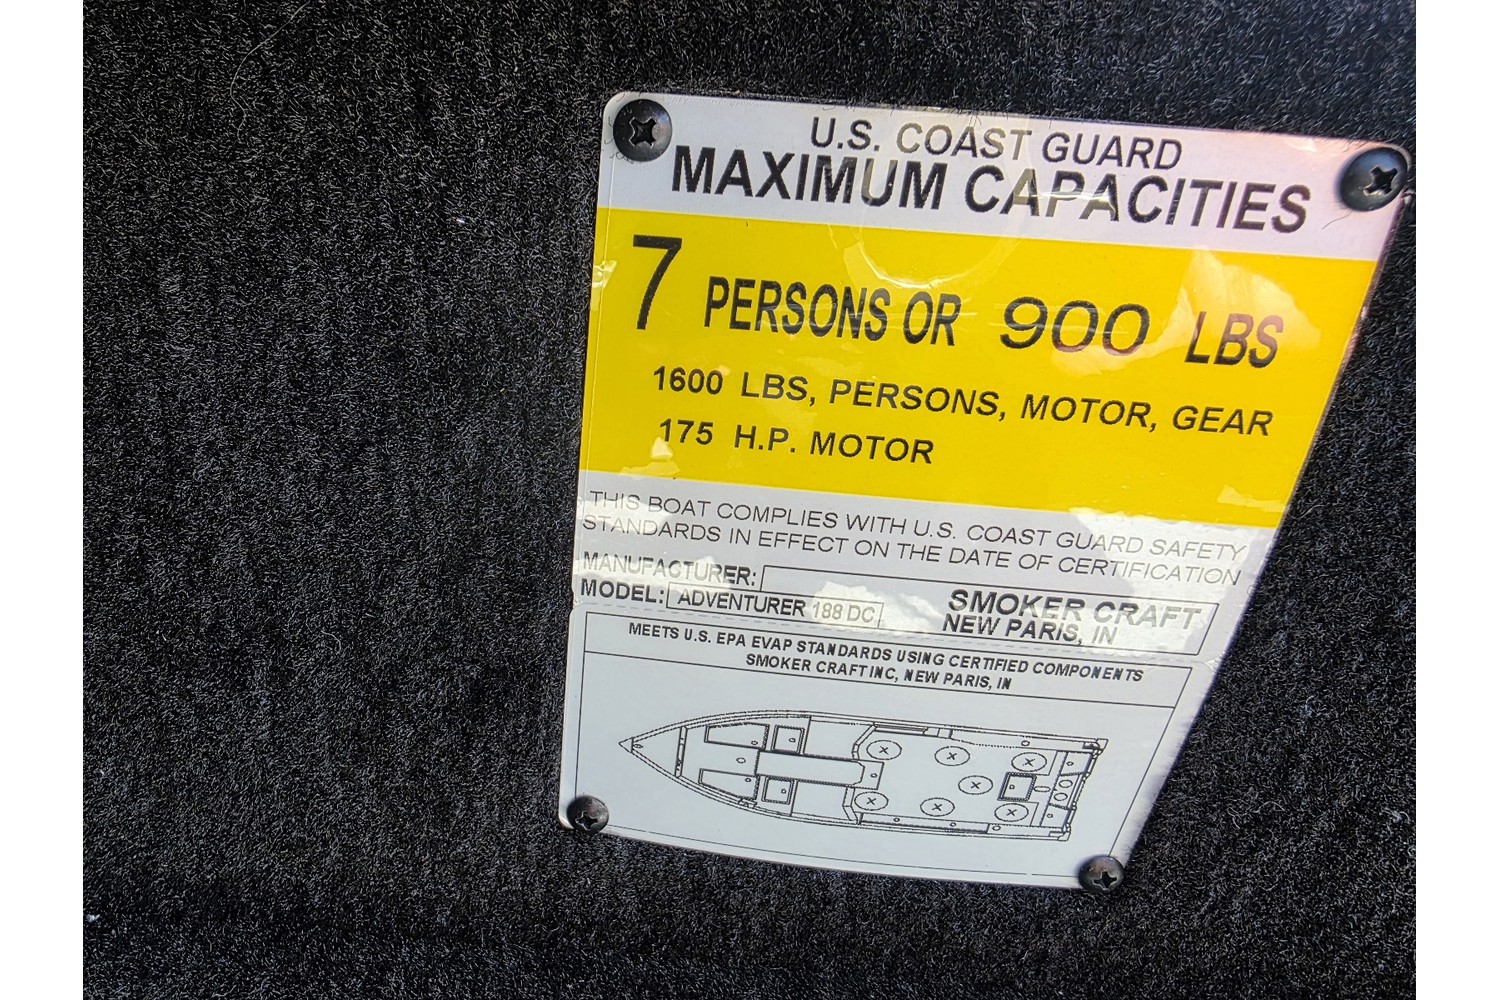 U.S. COAST GUARD
MAXIMUM CAPACITIES
7 PERSONS OR 900 LBS
1600 LBS, PERSONS, MOTOR, GEAR
175 H.P. MOTOR
THIS BOAT COMPLIES WITH U.S. COAST GUARD SAFETY
STANDARDS IN EFFECT ON THE DATE OF CERTIFICATION
MANUFACTURER: SMOKER CRAFT
NEW PARIS, IN
MODEL: ADVENTURER 188 DC
MEETS U.S. EPA EVAP STANDARDS USING CERTIFIED COMPONENTS
SMOKER CRAFT INC, NEW PARIS, IN